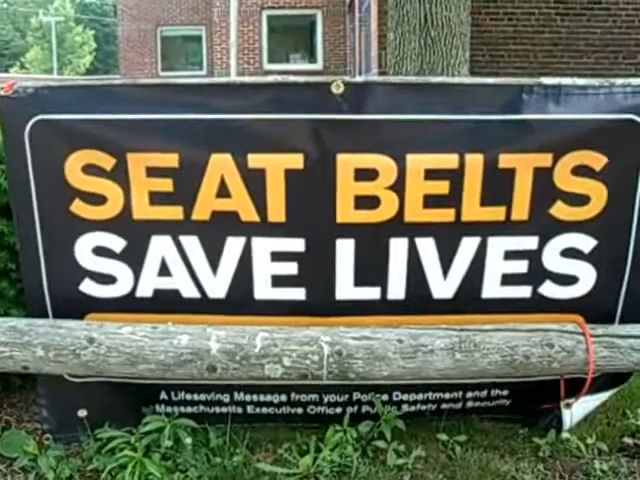 SEAT BELTS
SAVE LIVES
A Lifesaving Message from your Police Department and the
Massachusetts Executive Office of Public Safety and Security